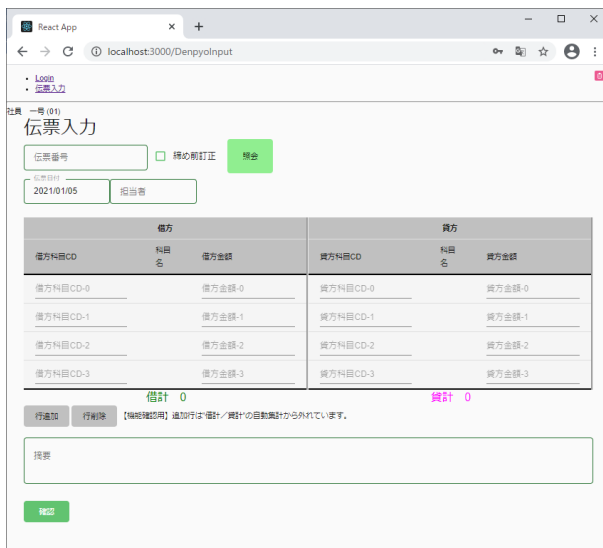 React App
localhost:3000/DenpyoInput
Login
伝票入力
社員 一号 (01)
伝票入力
伝票番号
締め前訂正
照会
伝票日付
2021/01/05
担当者
借方 貸方
借方科目CD 科目名 借方金額 貸方科目CD 科目名 貸方金額
借方科目CD-0 借方金額-0 貸方科目CD-0 貸方金額-0
借方科目CD-1 借方金額-1 貸方科目CD-1 貸方金額-1
借方科目CD-2 借方金額-2 貸方科目CD-2 貸方金額-2
借方科目CD-3 借方金額-3 貸方科目CD-3 貸方金額-3
借計 0 貸計 0
行追加 行削除 【機能確認用】追加行は"借計/貸計"の自動集計から外れています。
摘要
確認